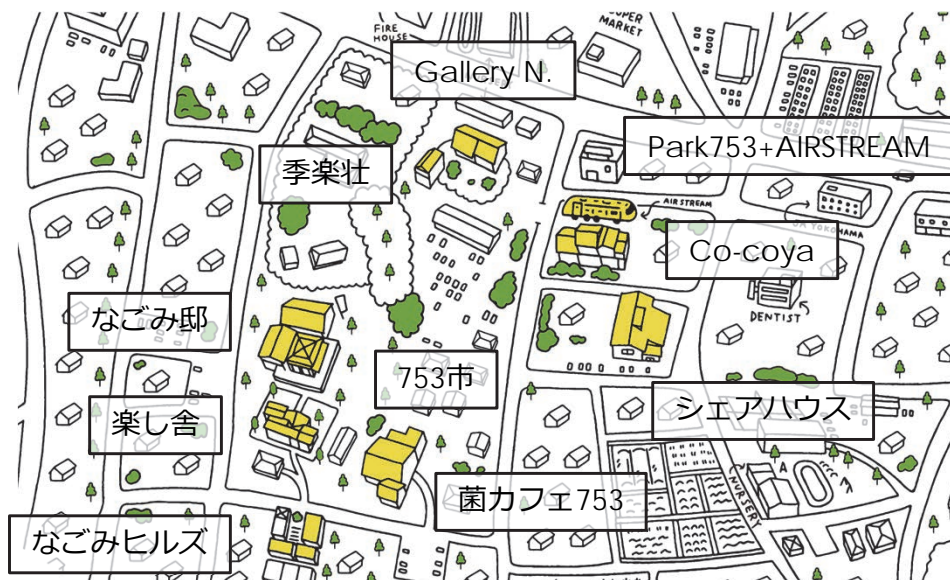 FIRE
HOUSE
SUPER
MARKET
Gallery N.
季楽荘
Park753+AIRSTREAM
AIR STREAM
YOKOHAMA
Co-coya
DENTIST
なごみ邸
753市
楽し舎
シェアハウス
菌カフェ753
NURSERY
なごみヒルズ